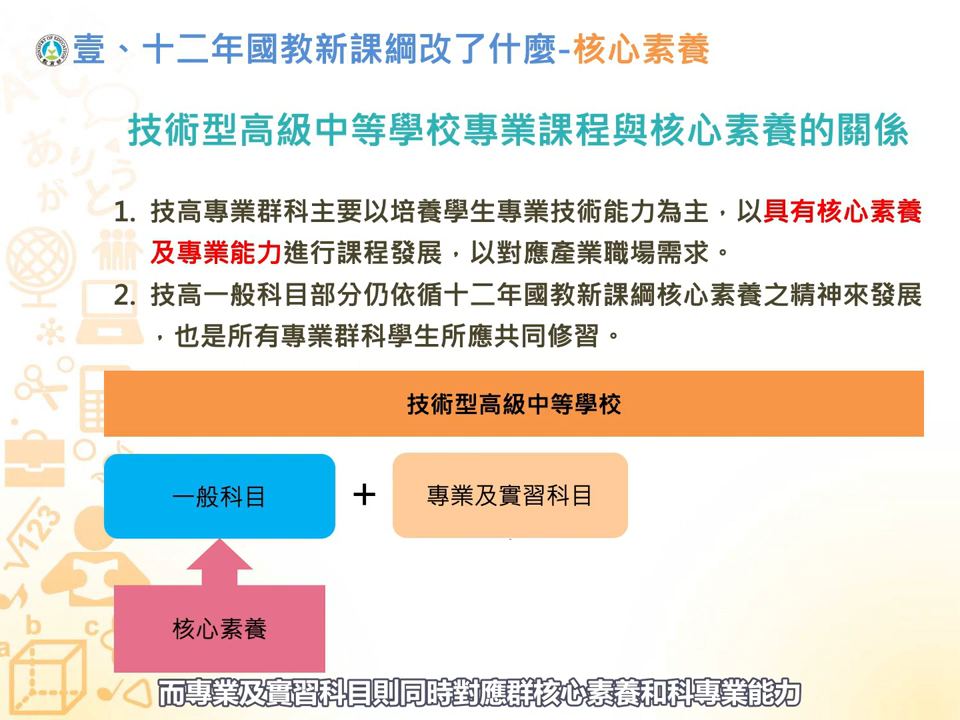 壹、十二年國教新課綱改了什麼-核心素養
技術型高級中等學校專業課程與核心素養的關係
1. 技高專業群科主要以培養學生專業技術能力為主，以具有核心素養
及專業能力進行課程發展，以對應產業職場需求。
2. 技高一般科目部分仍依循十二年國教新課綱核心素養之精神來發展
，也是所有專業群科學生所應共同修習。
技術型高級中等學校
一般科目
+
專業及實習科目
核心素養
而專業及實習科目則同時對應群核心素養和科專業能力